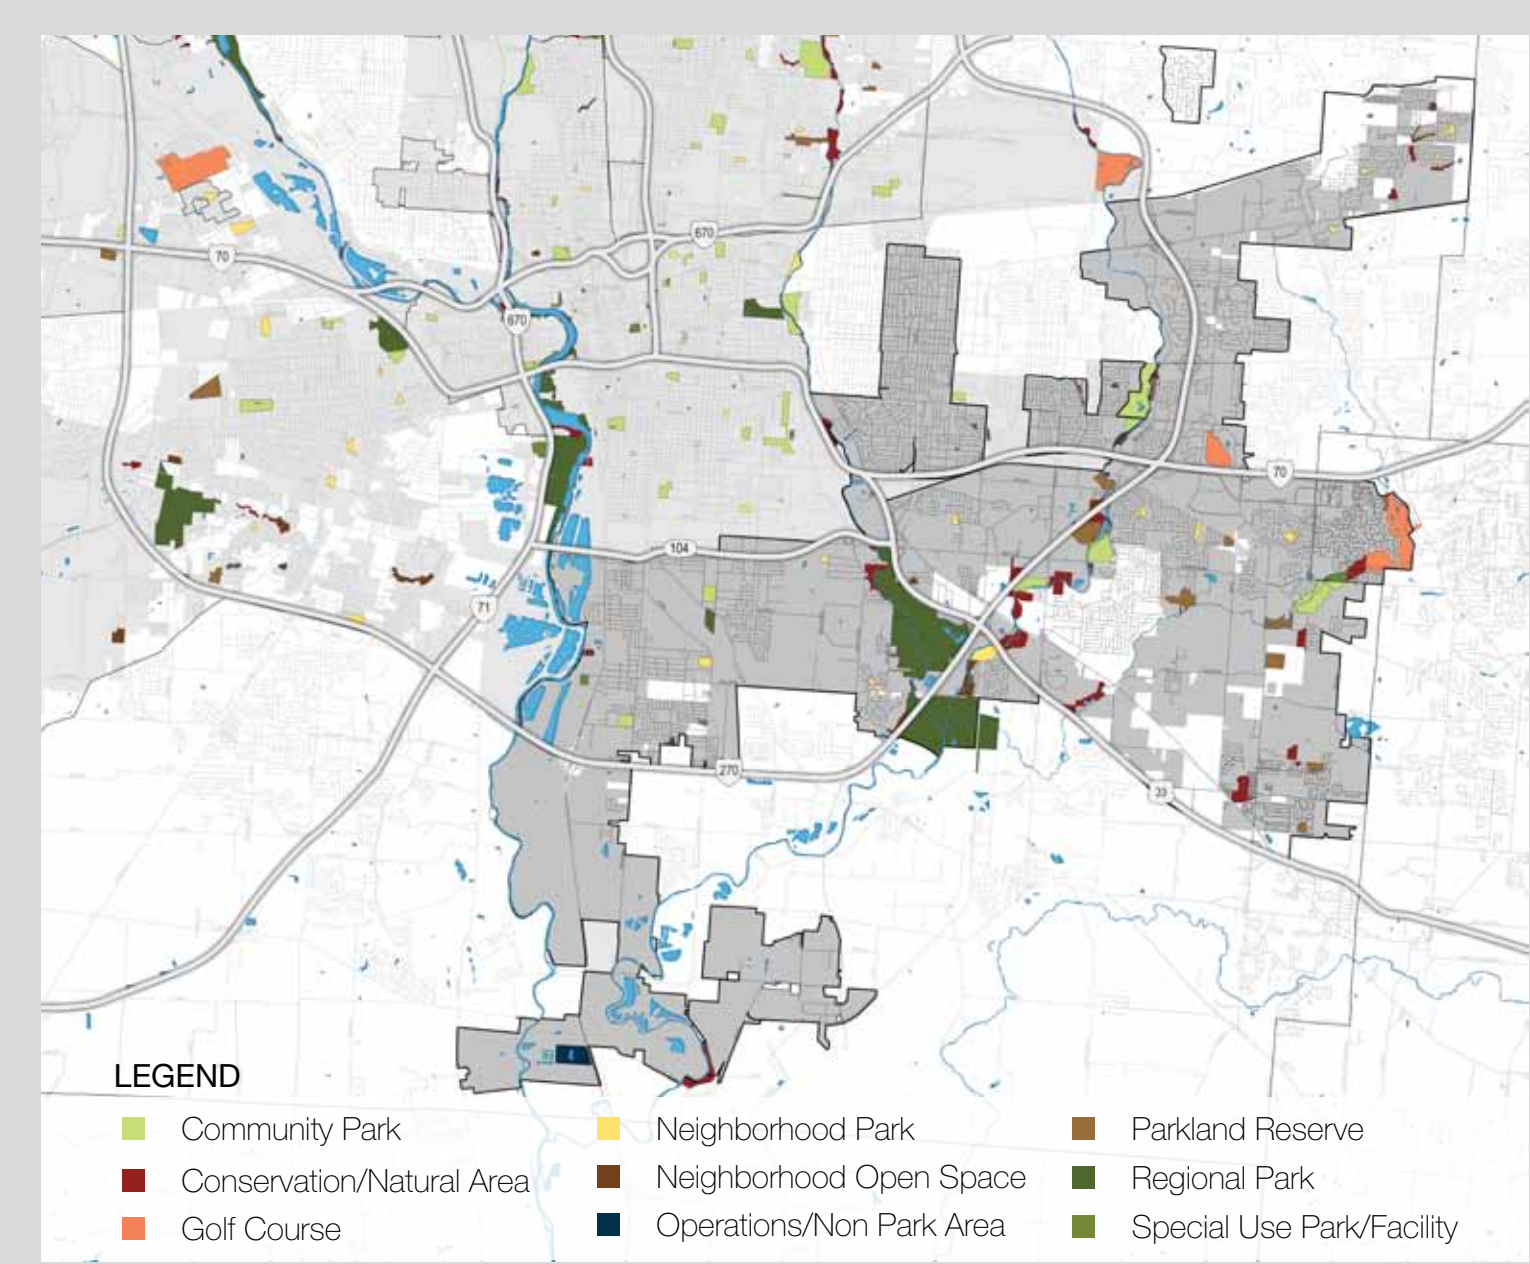 670
70
670
70
104
71
270
33
LEGEND
Community Park
Neighborhood Park
Parkland Reserve
Conservation/Natural Area
Neighborhood Open Space
Regional Park
Golf Course
Operations/Non Park Area
Special Use Park/Facility